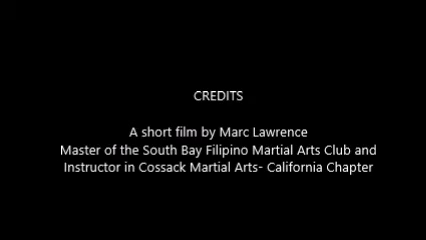 CREDITS
A short film by Marc Lawrence
Master of the South Bay Filipino Martial Arts Club and
Instructor in Cossack Martial Arts- California Chapter